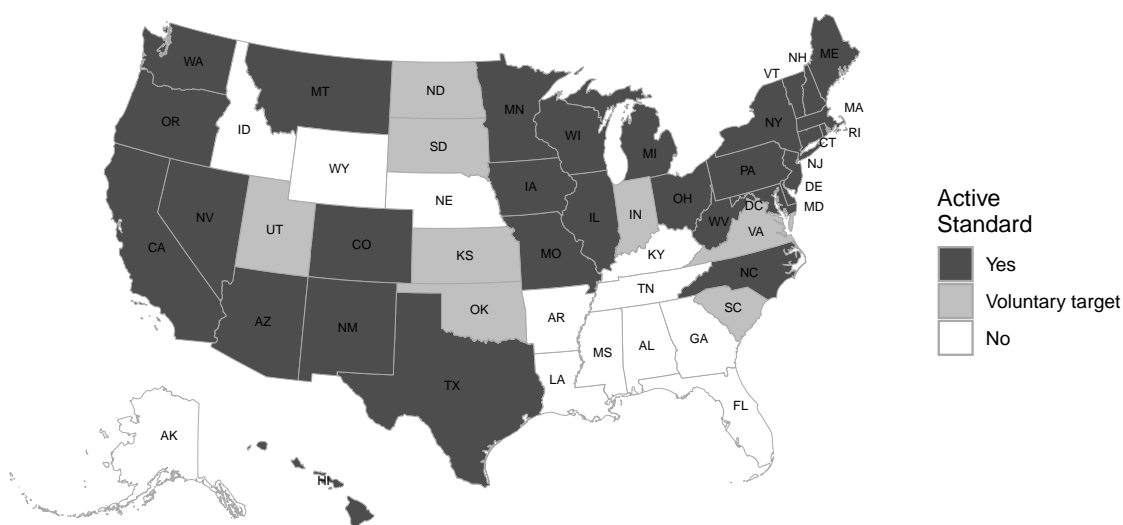 WA
OR
CA
NV
ID
MT
WY
UT
CO
AZ
NM
ND
SD
NE
KS
OK
TX
MN
IA
MO
AR
LA
WI
IL
MS
MI
IN
KY
TN
AL
OH
WV
GA
FL
SC
NC
VA
DC
PA
NY
VT
NH
ME
MA
RI
CT
NJ
DE
MD
AK
HI
Active
Standard
Yes
Voluntary target
No